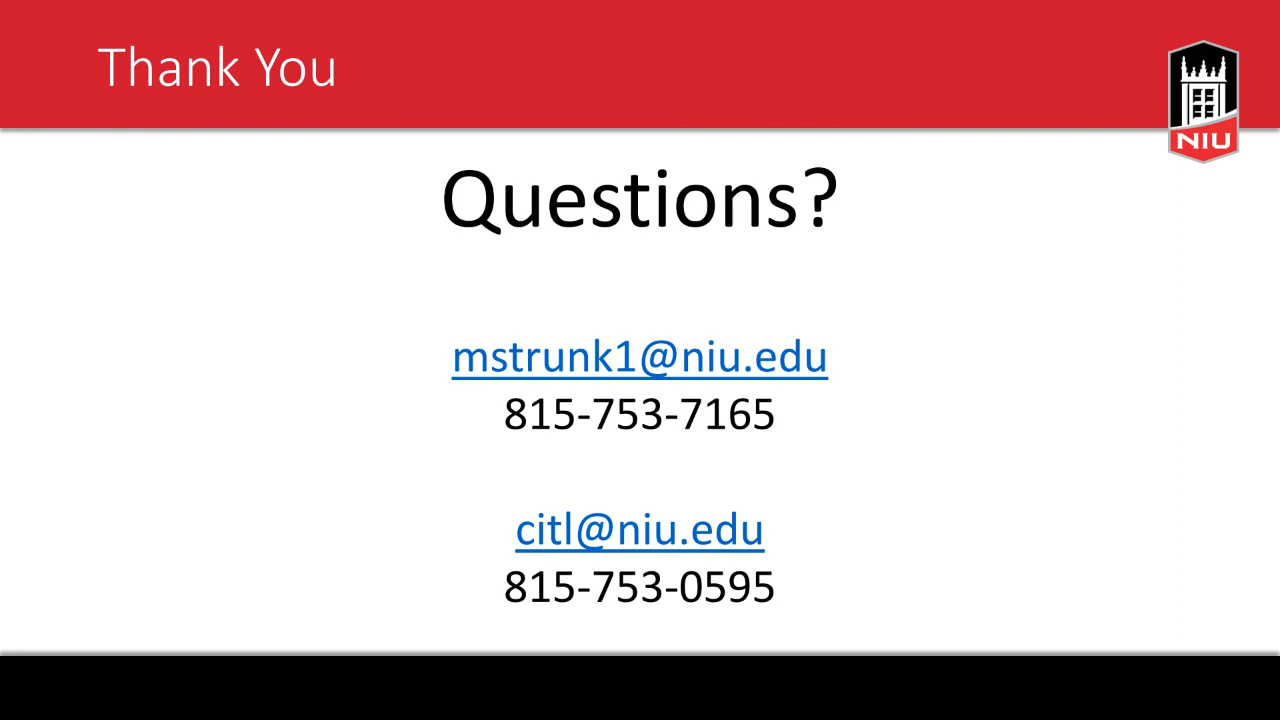 Thank You
NIU
Questions?
mstrunk1@niu.edu
815-753-7165
citl@niu.edu
815-753-0595